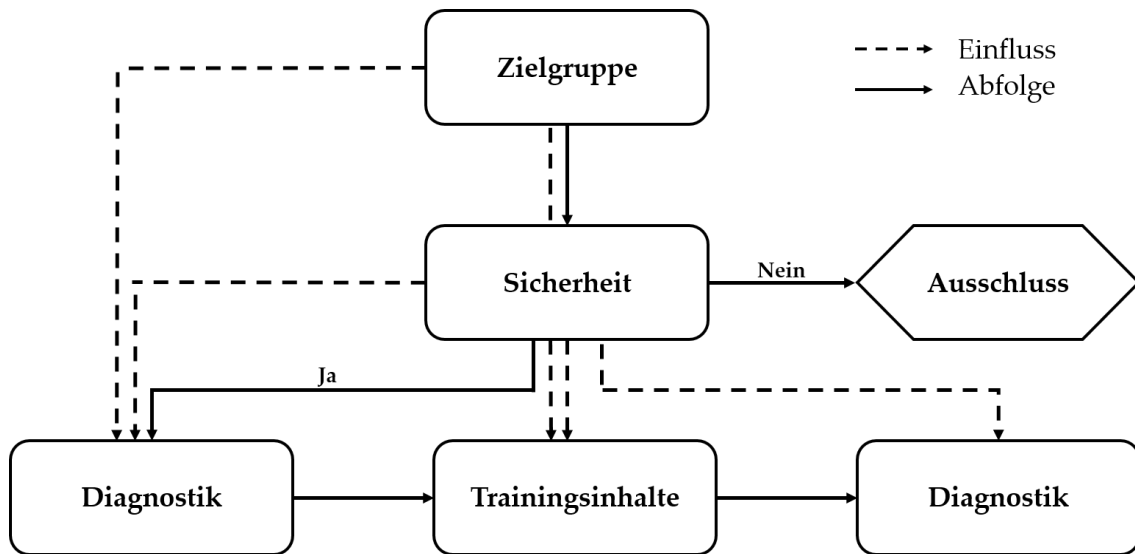 Zielgruppe
Einfluss
Abfolge
Sicherheit
Nein
Ausschluss
Ja
Diagnostik
Trainingsinhalte
Diagnostik